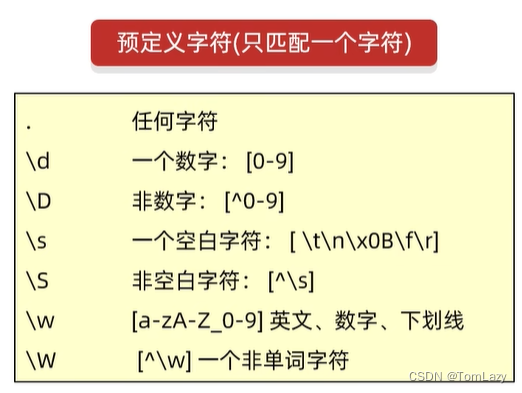 预定义字符(只匹配一个字符)
. 任何字符
\d 一个数字： [0-9]
\D 非数字： [^0-9]
\s 一个空白字符： [ \t\n\x0B\f\r]
\S 非空白字符： [^\s]
\w [a-zA-Z_0-9] 英文、数字、下划线
\W [^\w] 一个非单词字符
CSDN @TomLazy